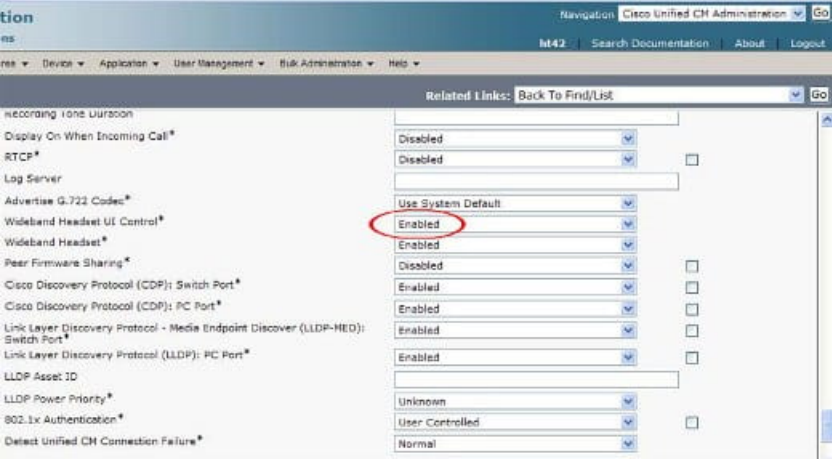 tion
Navigation Cisco Unified CM Administration Go
ns
ht42 Search Documentation About Logout
Device Application User Management Bulk Administration Help
Related Links: Back To Find/List Go
Recording Tone Duration
Display On When Incoming Call* Disabled
RTCP* Disabled
Log Server
Advertise G.722 Codec* Use System Default
Wideband Headset UI Control* Enabled
Wideband Headset* Enabled
Peer Firmware Sharing* Disabled
Cisco Discovery Protocol (CDP): Switch Port* Enabled
Cisco Discovery Protocol (CDP): PC Port* Enabled
Link Layer Discovery Protocol - Media Endpoint Discover (LLDP-MED): Enabled
Switch Port*
Link Layer Discovery Protocol (LLDP): PC Port* Enabled
LLDP Asset ID
LLDP Power Priority* Unknown
802.1x Authentication* User Controlled
Detect Unified CM Connection Failure* Normal